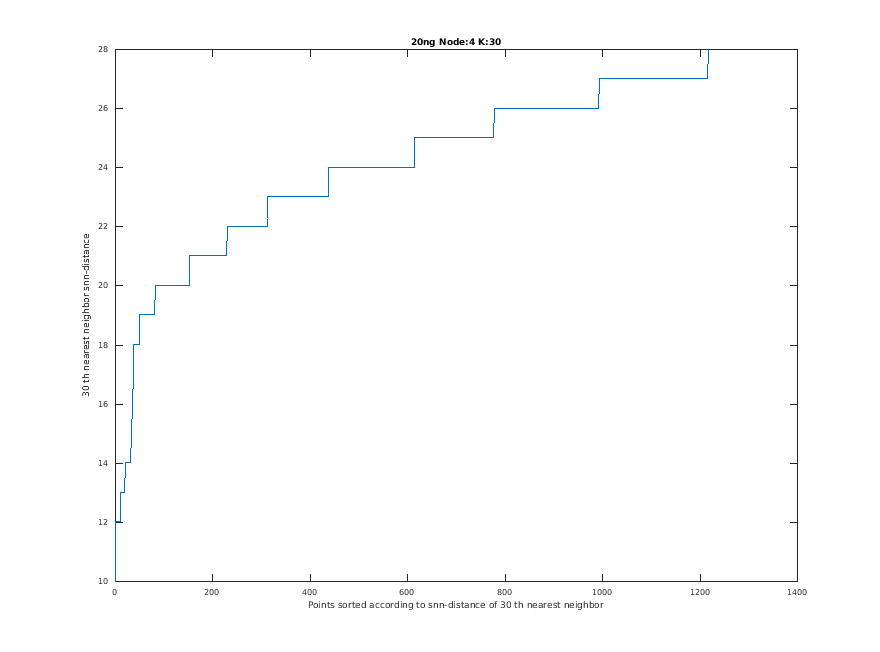 20ng Node:4 K:30
28
26
24
22
20
18
16
14
12
10
30 th nearest neighbor snn-distance
0 200 400 600 800 1000 1200 1400
Points sorted according to snn-distance of 30 th nearest neighbor